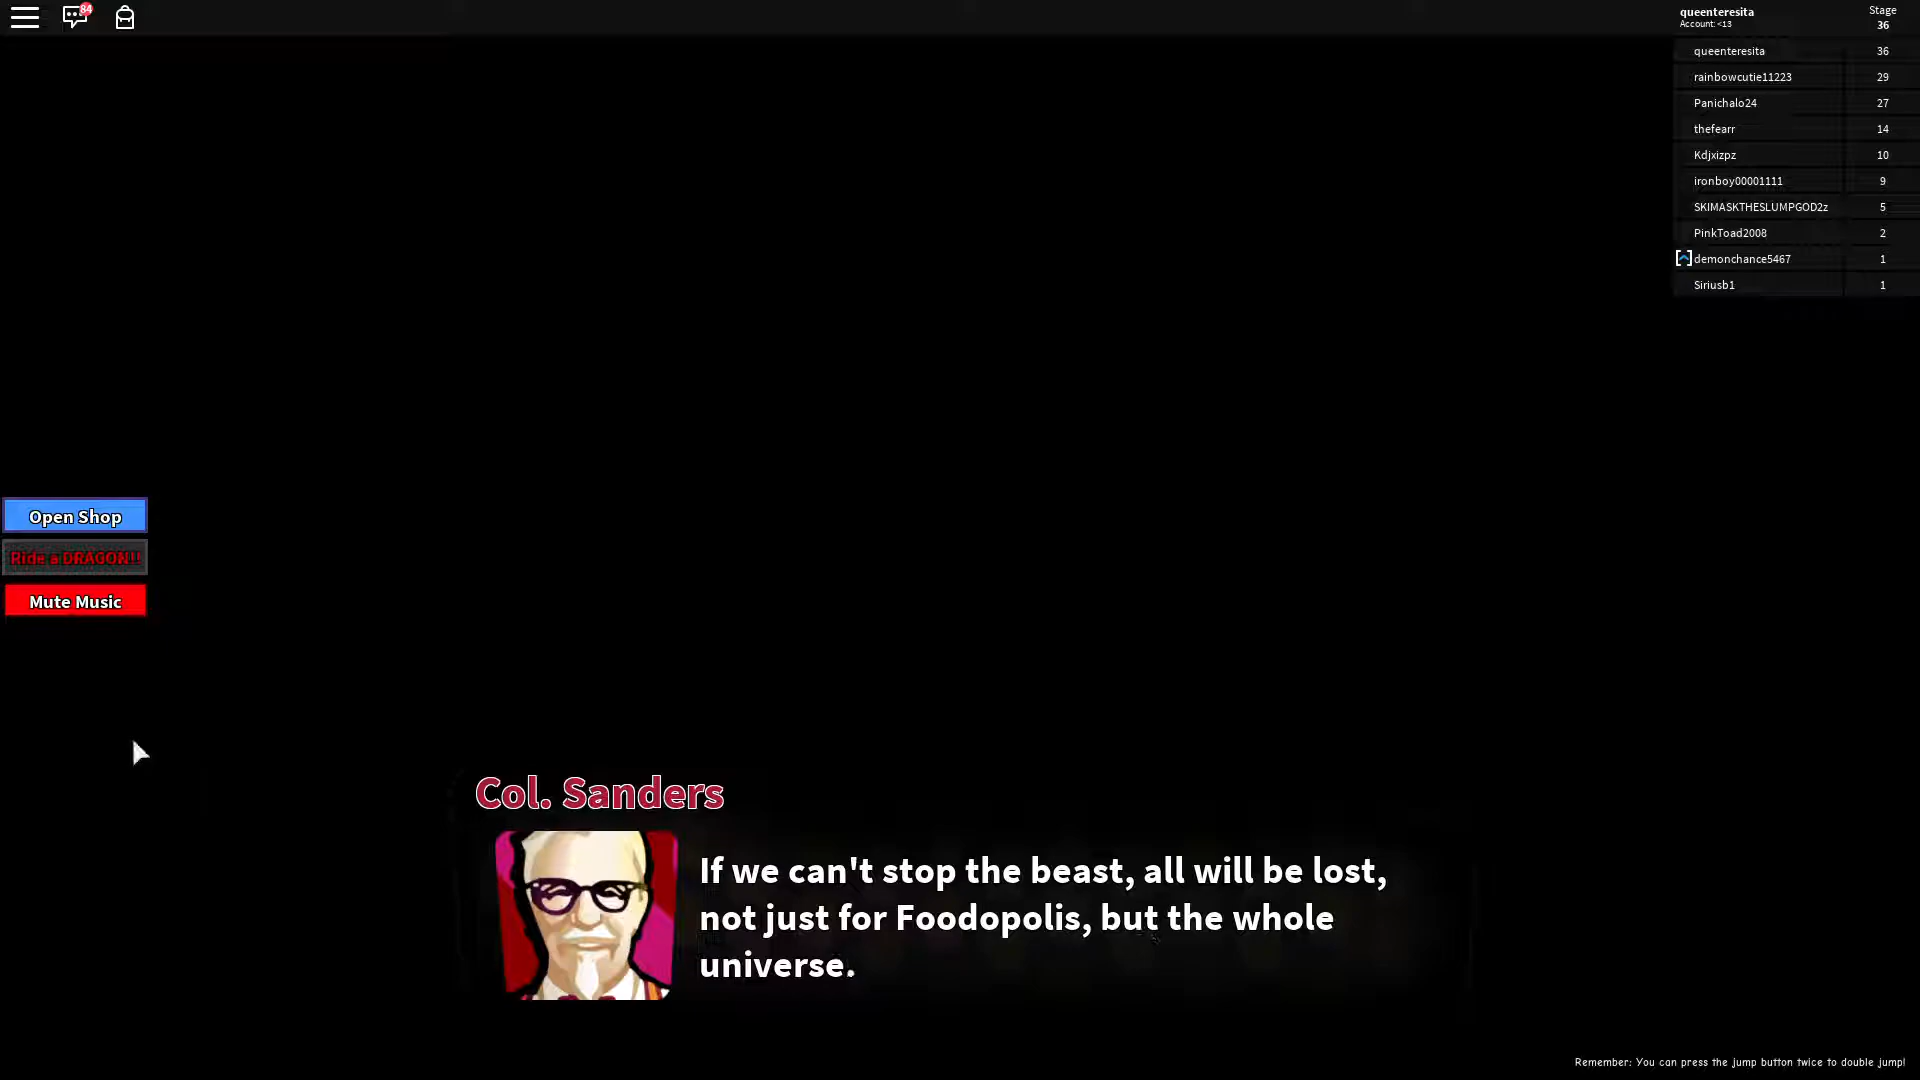 84
queenteresita
Account: <13
Stage
36
queenteresita 36
rainbowcutie11223 29
Panichalo24 27
thefearr 14
Kdjxizpz 10
ironboy00001111 9
SKIMASKTHESLUMPGOD2z 5
PinkToad2008 2
demonchance5467 1
Siriusb1 1
Open Shop
Ride a DRAGON!!
Mute Music
Col. Sanders
If we can't stop the beast, all will be lost,
not just for Foodopolis, but the whole
universe.
Remember: You can press the jump button twice to double jump!